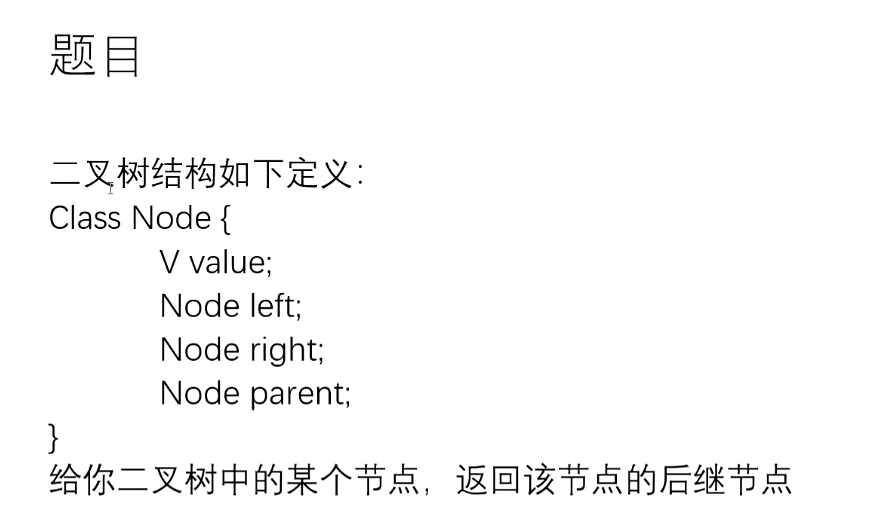 题目
二叉树结构如下定义：
Class Node {
V value;
Node left;
Node right;
Node parent;
}
给你二叉树中的某个节点，返回该节点的后继节点